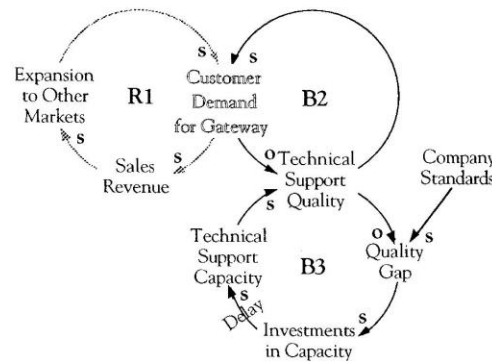 s
s
Expansion
to Other
Markets
R1
Customer
Demand
for Gateway
B2
s
s
o
Sales
Revenue
Technical
Support
Quality
Company
Standards
s
o
s
Technical
Support
Capacity
B3
Quality
Gap
s
Delay
s
Investments
in Capacity